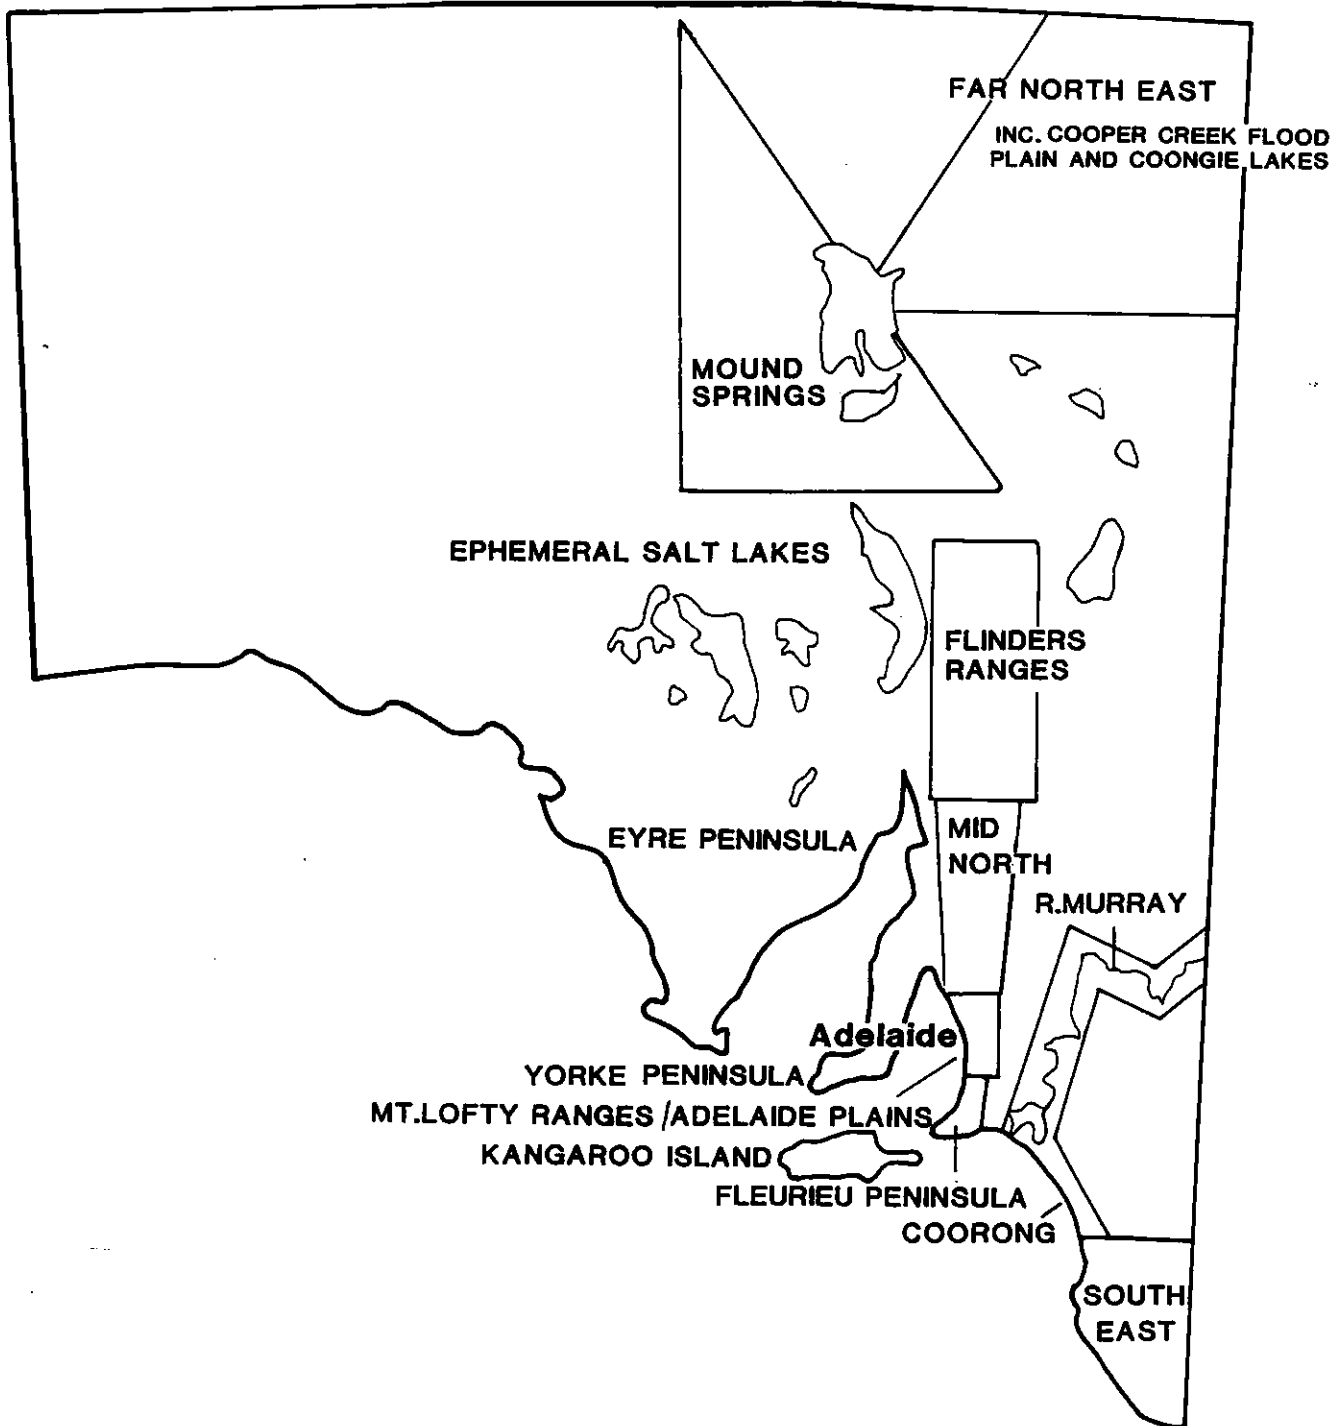 FAR NORTH EAST
INC. COOPER CREEK FLOOD
PLAIN AND COONGIE LAKES
MOUND
SPRINGS
EPHEMERAL SALT LAKES
FLINDERS
RANGES
EYRE PENINSULA
MID
NORTH
R.MURRAY
Adelaide
YORKE PENINSULA
MT.LOFTY RANGES /ADELAIDE PLAINS
KANGAROO ISLAND
FLEURIEU PENINSULA
COORONG
SOUTH
EAST